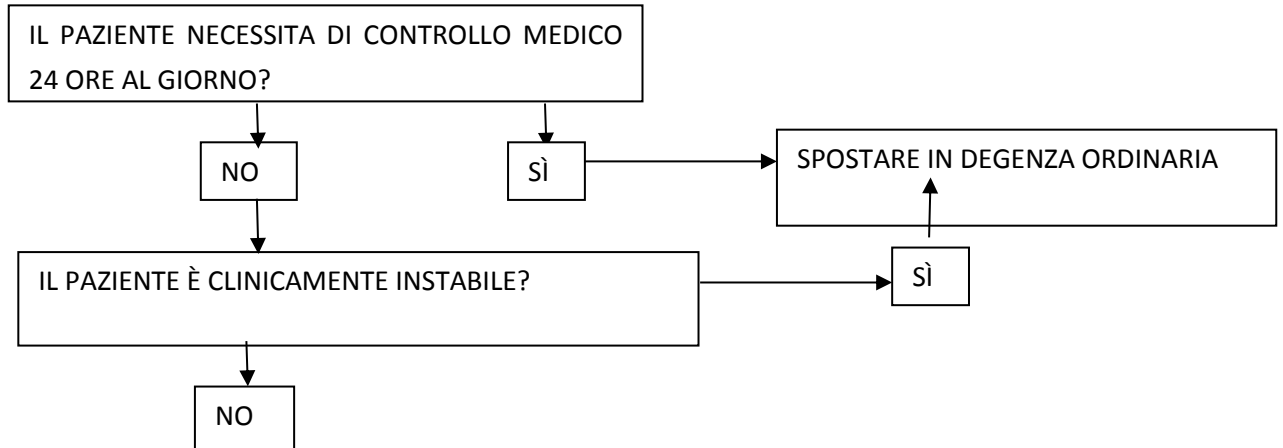 IL PAZIENTE NECESSITA DI CONTROLLO MEDICO
24 ORE AL GIORNO?
NO
SÌ
SPOSTARE IN DEGENZA ORDINARIA
IL PAZIENTE È CLINICAMENTE INSTABILE?
SÌ
NO